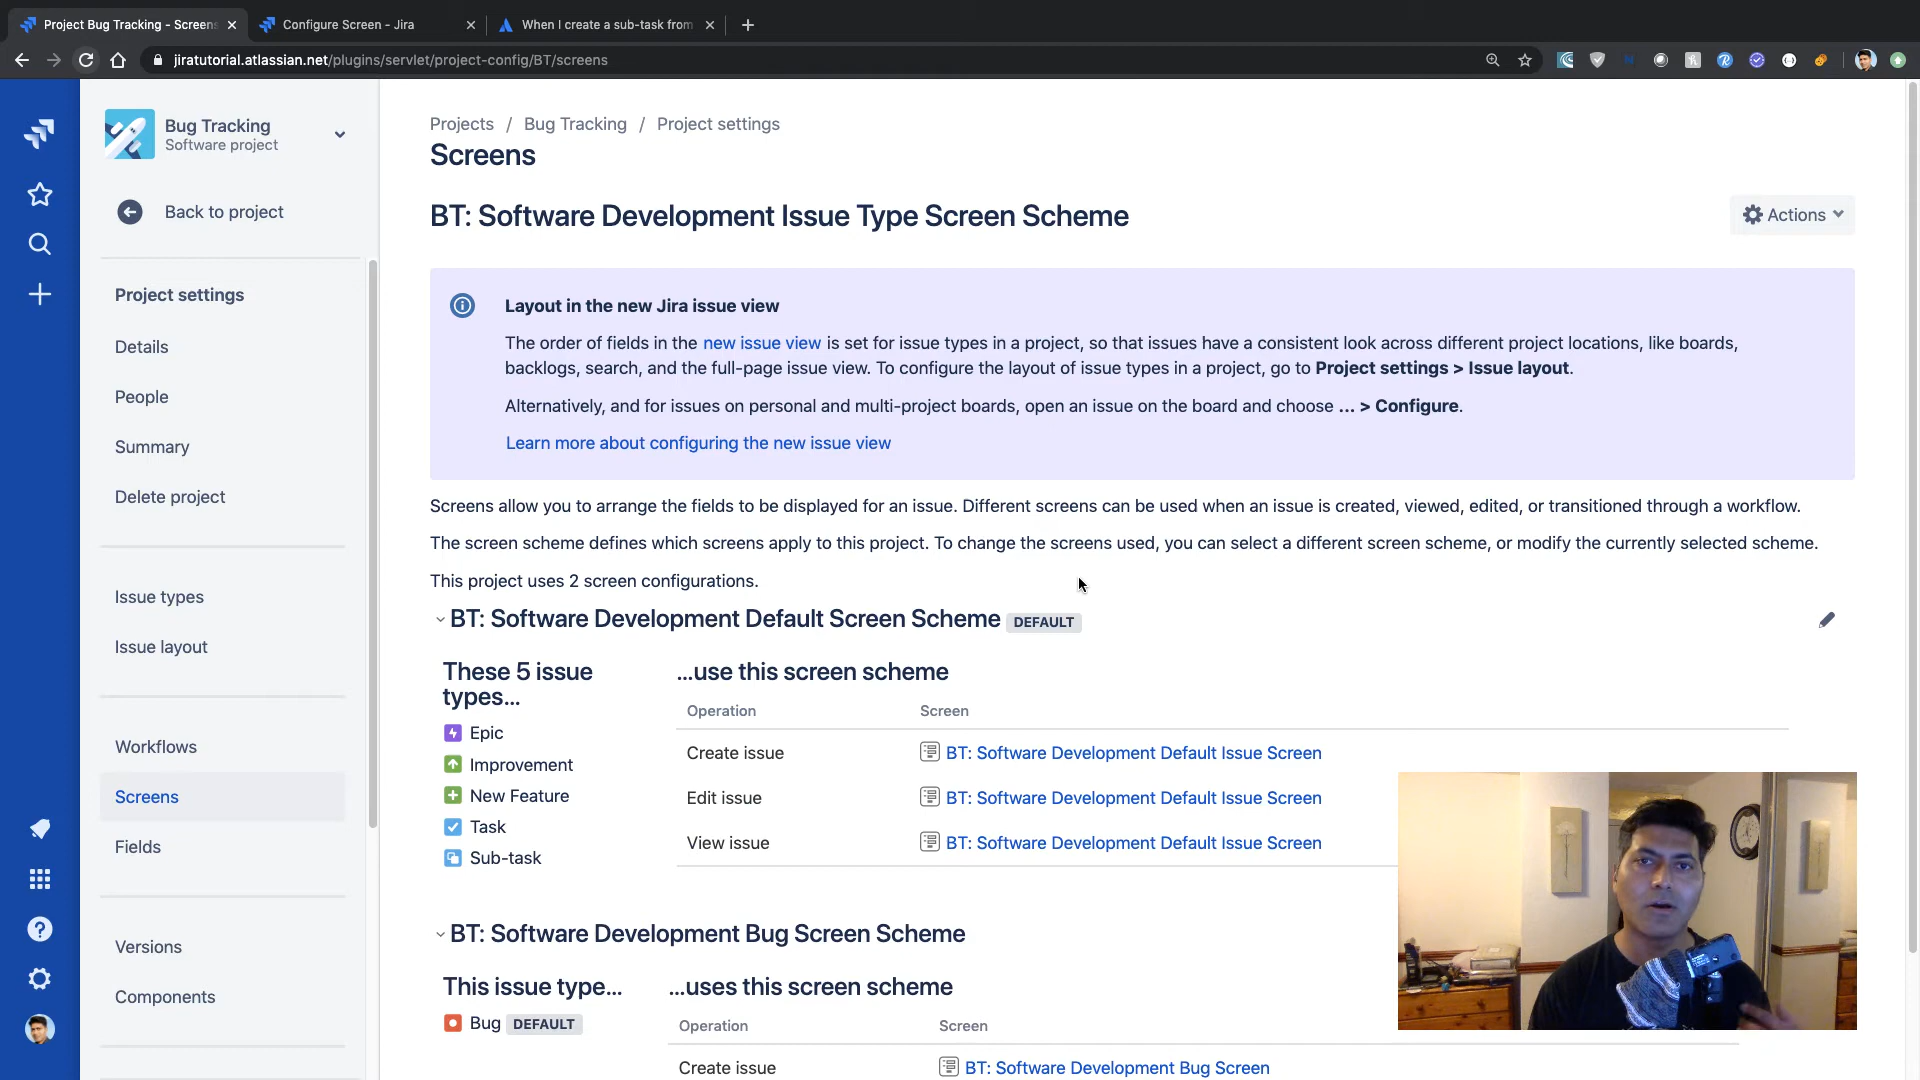 Project Bug Tracking - Screens
Configure Screen - Jira
When I create a sub-task from
jiratutorial.atlassian.net/plugins/servlet/project-config/BT/screens
Bug Tracking
Software project
Back to project
Project settings
Details
People
Summary
Delete project
Issue types
Issue layout
Workflows
Screens
Fields
Versions
Components
Projects / Bug Tracking / Project settings
Screens
BT: Software Development Issue Type Screen Scheme
Actions
Layout in the new Jira issue view
The order of fields in the new issue view is set for issue types in a project, so that issues have a consistent look across different project locations, like boards,
backlogs, search, and the full-page issue view. To configure the layout of issue types in a project, go to Project settings > Issue layout.
Alternatively, and for issues on personal and multi-project boards, open an issue on the board and choose ... > Configure.
Learn more about configuring the new issue view
Screens allow you to arrange the fields to be displayed for an issue. Different screens can be used when an issue is created, viewed, edited, or transitioned through a workflow.
The screen scheme defines which screens apply to this project. To change the screens used, you can select a different screen scheme, or modify the currently selected scheme.
This project uses 2 screen configurations.
BT: Software Development Default Screen Scheme DEFAULT
These 5 issue
types...
Epic
Improvement
New Feature
Task
Sub-task
...use this screen scheme
Operation Screen
Create issue BT: Software Development Default Issue Screen
Edit issue BT: Software Development Default Issue Screen
View issue BT: Software Development Default Issue Screen
BT: Software Development Bug Screen Scheme
This issue type...
Bug DEFAULT
...uses this screen scheme
Operation Screen
Create issue BT: Software Development Bug Screen